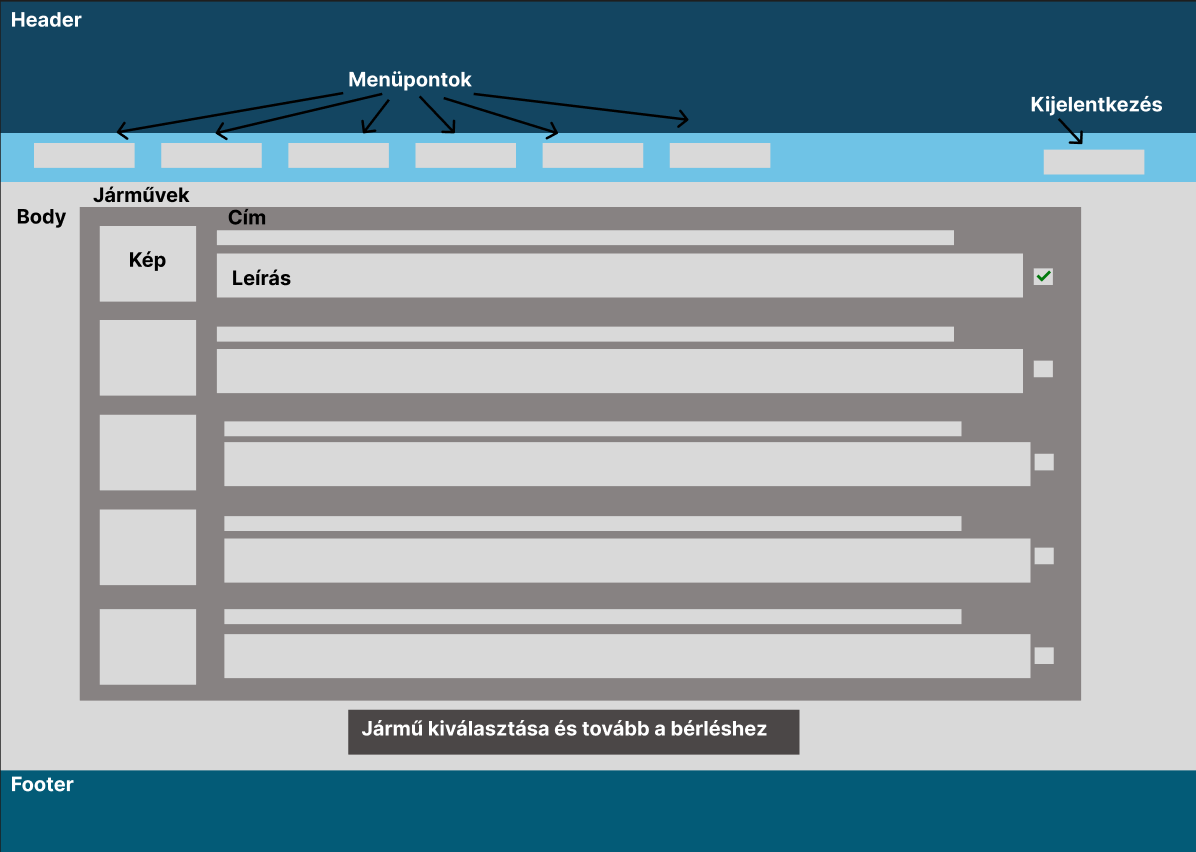 Header
Menüpontok
Kijelentkezés
Járművek
Body
Cím
Kép
Leírás
Jármű kiválasztása és tovább a bérléshez
Footer